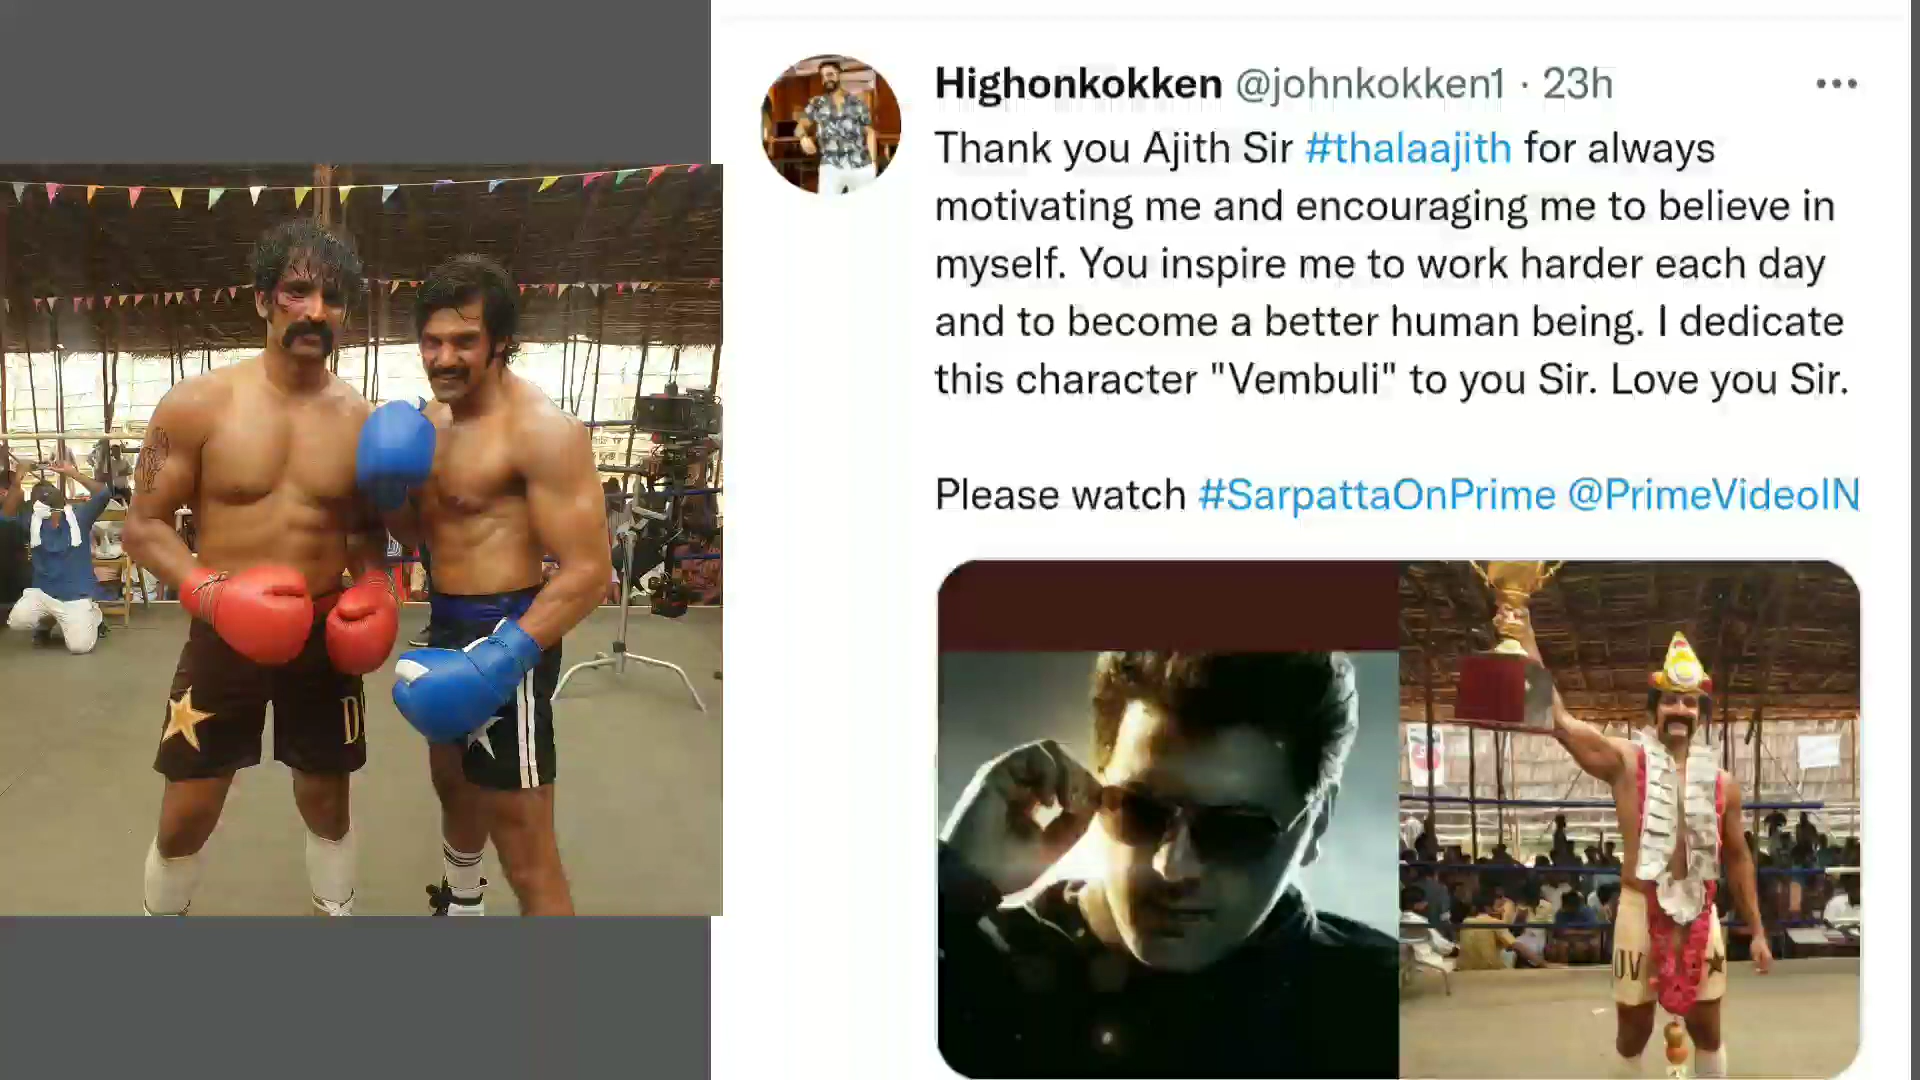 Highonkokken @johnkokken1 · 23h
Thank you Ajith Sir #thalaajith for always
motivating me and encouraging me to believe in
myself. You inspire me to work harder each day
and to become a better human being. I dedicate
this character "Vembuli" to you Sir. Love you Sir.
Please watch #SarpattaOnPrime @PrimeVideoIN
DV